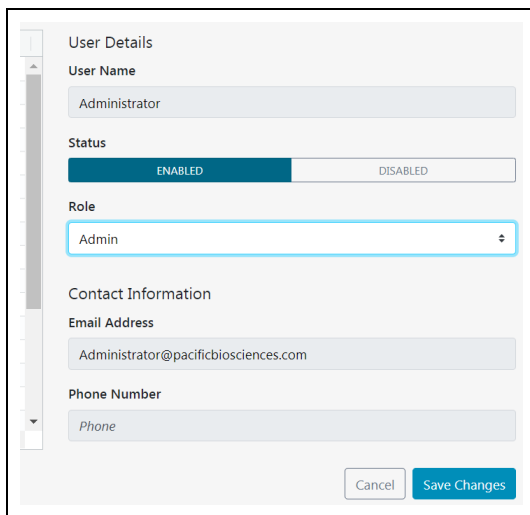 User Details
User Name
Administrator
Status
ENABLED DISABLED
Role
Admin
Contact Information
Email Address
Administrator@pacificbiosciences.com
Phone Number
Phone
Cancel Save Changes